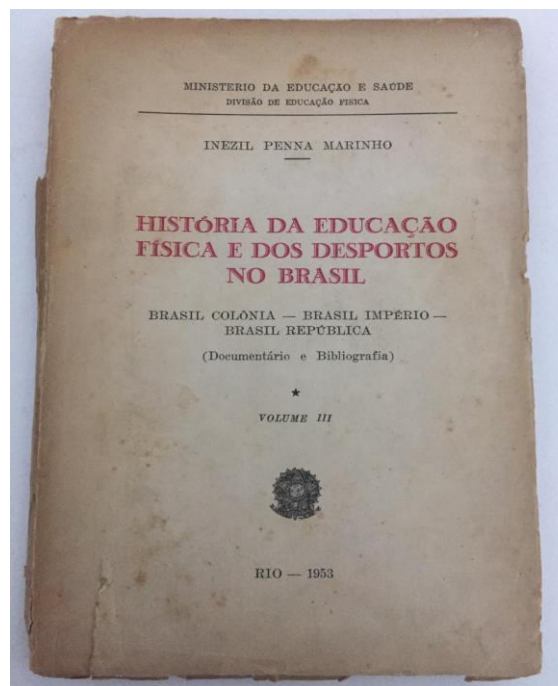 MINISTERIO DA EDUCAÇÃO E SAÚDE
DIVISÃO DE EDUCAÇÃO FISICA
INEZIL PENNA MARINHO
HISTÓRIA DA EDUCAÇÃO
FÍSICA E DOS DESPORTOS
NO BRASIL
BRASIL COLÔNIA — BRASIL IMPÉRIO —
BRASIL REPÚBLICA
(Documentário e Bibliografia)
VOLUME III
RIO — 1953